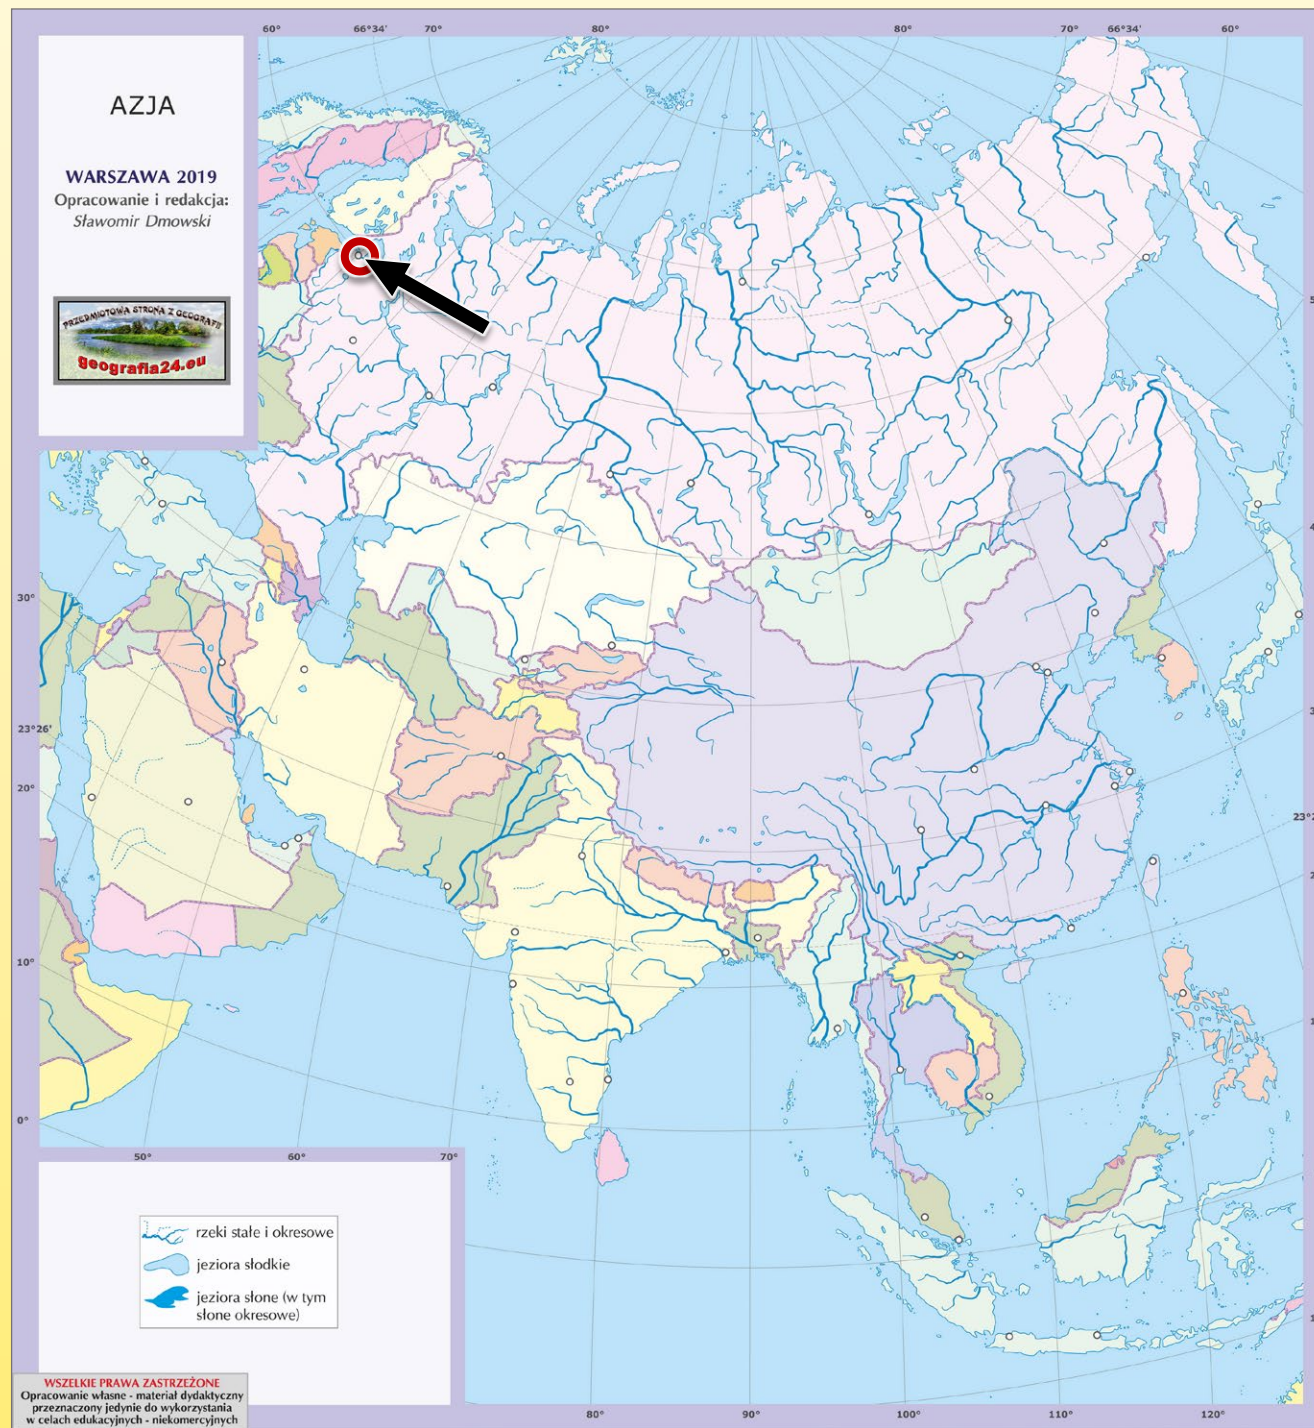 60°
66°34'
70°
80°
80°
70°
66°34'
60°
AZJA
WARSZAWA 2019
Opracowanie i redakcja:
Sławomir Dmowski
PRZEDMIOTOWA STRONA Z GEOGRAFII
geografia24.eu
30°
23°26'
20°
10°
0°
50°
60°
70°
rzeki stałe i okresowe
jeziora słodkie
jeziora słone (w tym
słone okresowe)
WSZELKIE PRAWA ZASTRZEŻONE
Opracowanie własne - materiał dydaktyczny
przeznaczony jedynie do wykorzystania
w celach edukacyjnych - niekomercyjnych
80°
90°
100°
110°
120°